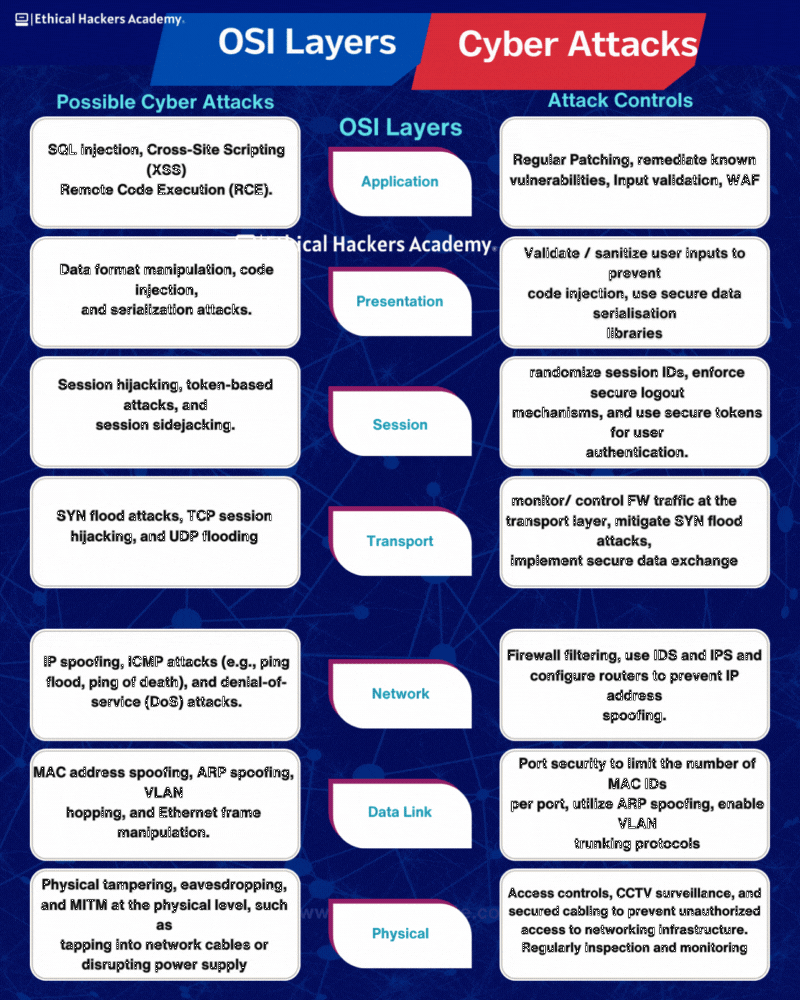 Ethical Hackers Academy
OSI Layers
Cyber Attacks
Possible Cyber Attacks
OSI Layers
Attack Controls
SQL injection, Cross-Site Scripting
(XSS)
Remote Code Execution (RCE).
Application
Regular Patching, remediate known
vulnerabilities, Input validation, WAF
Ethical Hackers Academy
Data format manipulation, code
injection,
and serialization attacks.
Presentation
Validate / sanitize user inputs to
prevent
code injection, use secure data
serialisation
libraries
Session hijacking, token-based
attacks, and
session sidejacking.
Session
randomize session IDs, enforce
secure logout
mechanisms, and use secure tokens
for user
authentication.
SYN flood attacks, TCP session
hijacking, and UDP flooding
Transport
monitor/ control FW traffic at the
transport layer, mitigate SYN flood
attacks,
implement secure data exchange
IP spoofing, ICMP attacks (e.g., ping
flood, ping of death), and denial-of-
service (DoS) attacks.
Network
Firewall filtering, use IDS and IPS and
configure routers to prevent IP
address
spoofing.
MAC address spoofing, ARP spoofing,
VLAN
hopping, and Ethernet frame
manipulation.
Data Link
Port security to limit the number of
MAC IDs
per port, utilize ARP spoofing, enable
VLAN
trunking protocols
Physical tampering, eavesdropping,
and MITM at the physical level, such
as
tapping into network cables or
disrupting power supply
Physical
Access controls, CCTV surveillance, and
secured cabling to prevent unauthorized
access to networking infrastructure.
Regularly inspection and monitoring